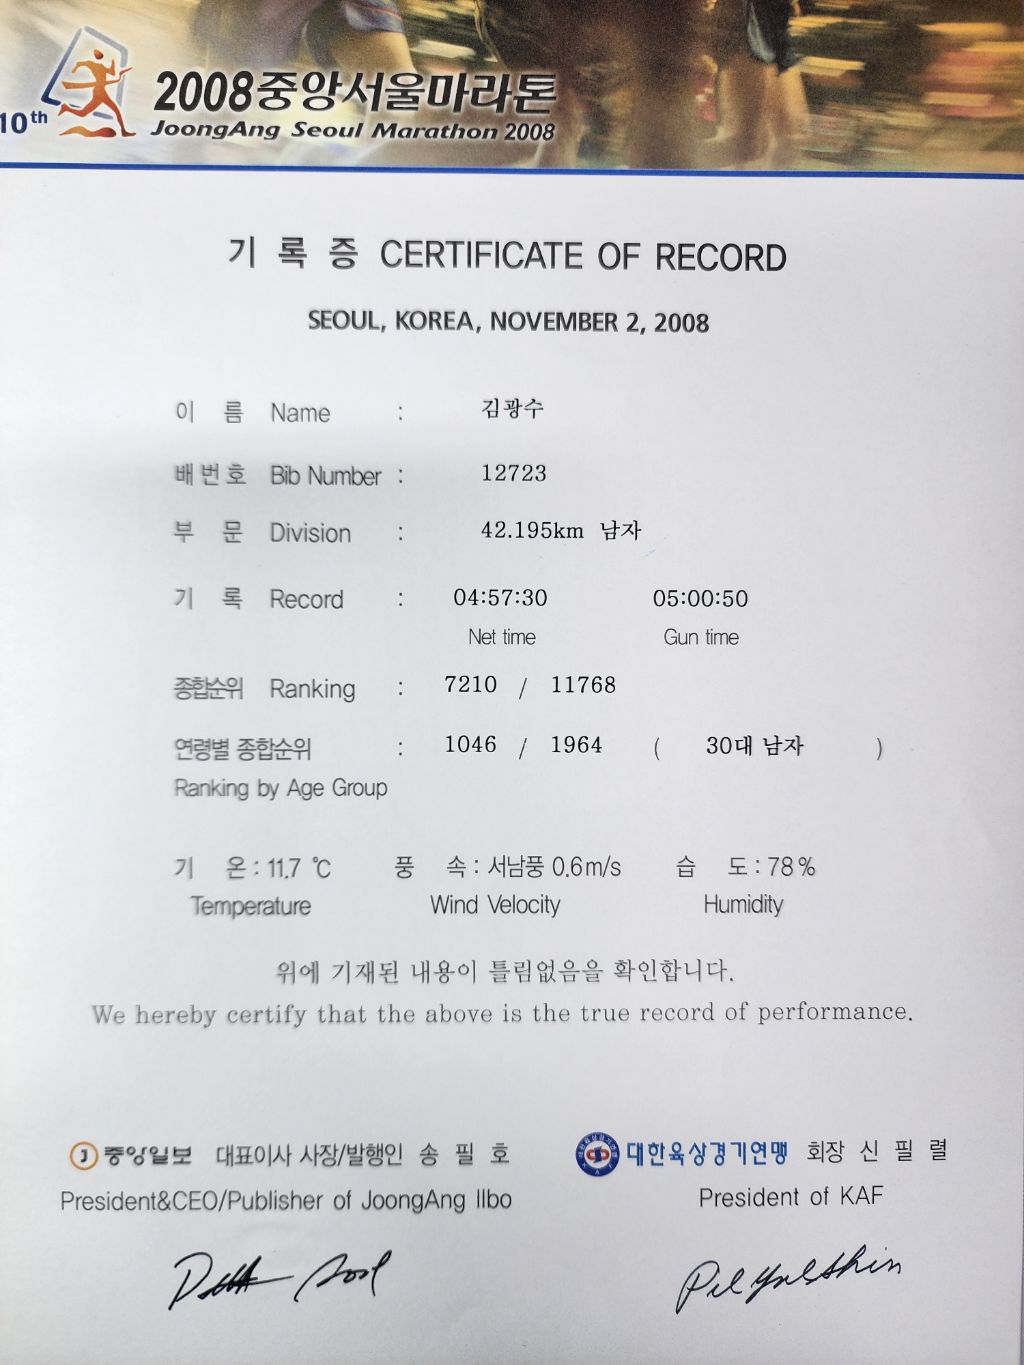 10th
2008중앙서울마라톤
JoongAng Seoul Marathon 2008
기 록 증 CERTIFICATE OF RECORD
SEOUL, KOREA, NOVEMBER 2, 2008
이 름 Name : 김광수
배번호 Bib Number : 12723
부 문 Division : 42.195km 남자
기 록 Record : 04:57:30 05:00:50
Net time Gun time
종합순위 Ranking : 7210 / 11768
연령별 종합순위 : 1046 / 1964 ( 30대 남자 )
Ranking by Age Group
기 온 : 11.7 ℃ 풍 속 : 서남풍 0.6m/s 습 도 : 78%
Temperature Wind Velocity Humidity
위에 기재된 내용이 틀림없음을 확인합니다.
We hereby certify that the above is the true record of performance.
중앙일보 대표이사 사장/발행인 송 필 호 대한육상경기연맹 회장 신 필 렬
President&CEO/Publisher of JoongAng Ilbo President of KAF
Pil Yul Shin